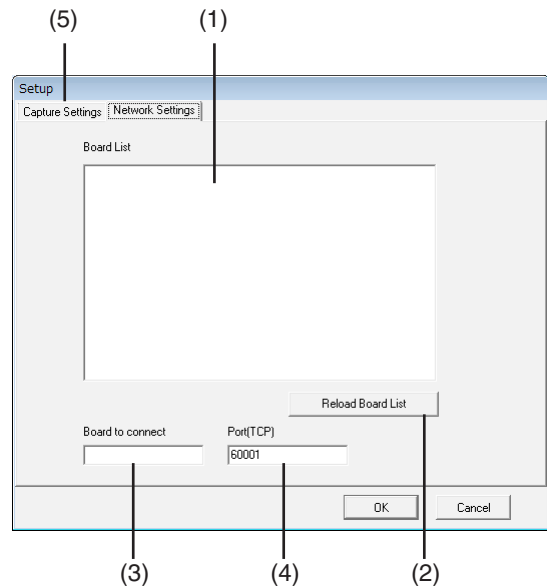 (5) (1)
Setup
Capture Settings Network Settings
Board List
Reload Board List
Board to connect Port(TCP)
60001
OK Cancel
(3) (4) (2)